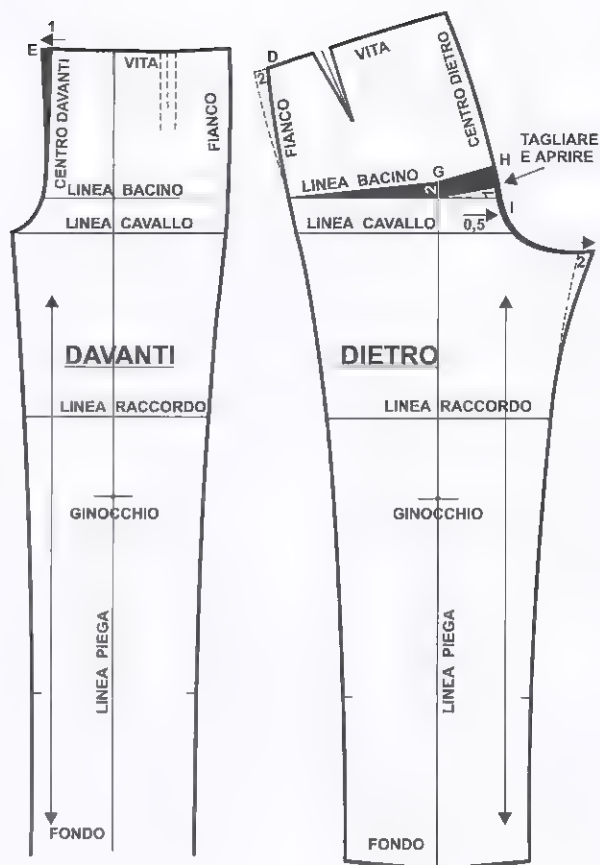 1
E
VITA
CENTRO DAVANTI
FIANCO
LINEA BACINO
LINEA CAVALLO
DAVANTI
LINEA RACCORDO
GINOCCHIO
LINEA PIEGA
FONDO
D
2
VITA
FIANCO
CENTRO DIETRO
TAGLIARE
E APRIRE
H
G
LINEA BACINO
2
1
I
LINEA CAVALLO
0,5
2
DIETRO
LINEA RACCORDO
GINOCCHIO
LINEA PIEGA
FONDO